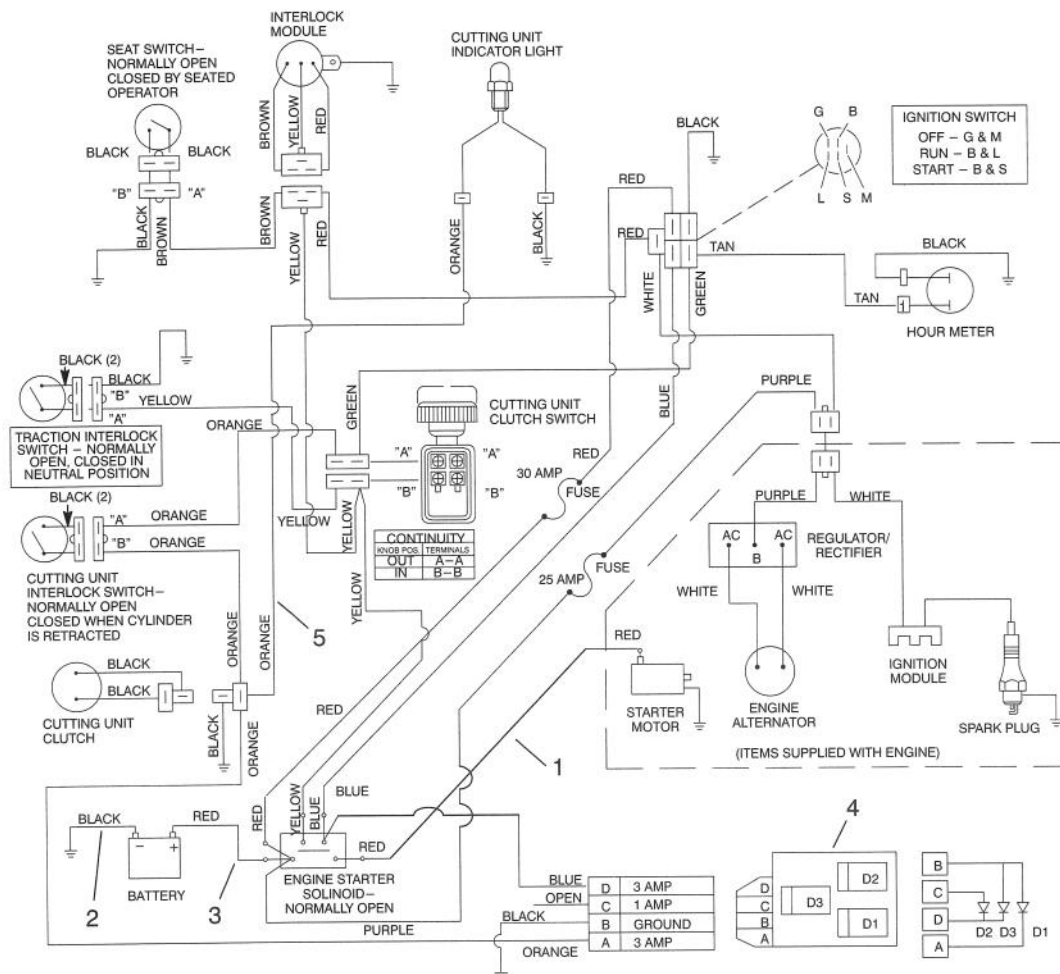 INTERLOCK
MODULE
SEAT SWITCH–
NORMALLY OPEN
CLOSED BY SEATED
OPERATOR
CUTTING UNIT
INDICATOR LIGHT
BROWN
YELLOW
RED
BLACK
BLACK
"B"
"A"
BLACK
BROWN
BROWN
RED
YELLOW
ORANGE
BLACK
BLACK
G
B
L
S
M
IGNITION SWITCH
OFF – G & M
RUN – B & L
START – B & S
RED
RED
TAN
WHITE
GREEN
BLACK
TAN
HOUR METER
BLACK (2)
BLACK
"B"
YELLOW
"A"
TRACTION INTERLOCK
SWITCH – NORMALLY
OPEN, CLOSED IN
NEUTRAL POSITION
ORANGE
GREEN
CUTTING UNIT
CLUTCH SWITCH
"A"
"A"
"B"
"B"
CONTINUITY
KNOB POS. TERMINALS
OUT A–A
IN B–B
YELLOW
YELLOW
YELLOW
BLUE
PURPLE
RED
30 AMP
FUSE
25 AMP
FUSE
BLACK (2)
"A"
ORANGE
"B"
ORANGE
CUTTING UNIT
INTERLOCK SWITCH–
NORMALLY OPEN
CLOSED WHEN CYLINDER
IS RETRACTED
ORANGE
ORANGE
5
BLACK
BLACK
CUTTING UNIT
CLUTCH
BLACK
ORANGE
PURPLE
WHITE
AC
B
AC
REGULATOR/
RECTIFIER
WHITE
WHITE
ENGINE
ALTERNATOR
IGNITION
MODULE
SPARK PLUG
RED
STARTER
MOTOR
(ITEMS SUPPLIED WITH ENGINE)
RED
1
BLACK
RED
–
+
BATTERY
2
3
RED
YELLOW
BLUE
BLUE
RED
ENGINE STARTER
SOLINOID–
NORMALLY OPEN
PURPLE
BLUE
OPEN
BLACK
ORANGE
D 3 AMP
C 1 AMP
B GROUND
A 3 AMP
4
D
C
B
A
D3
D2
D1
B
C
D
A
D2 D3 D1